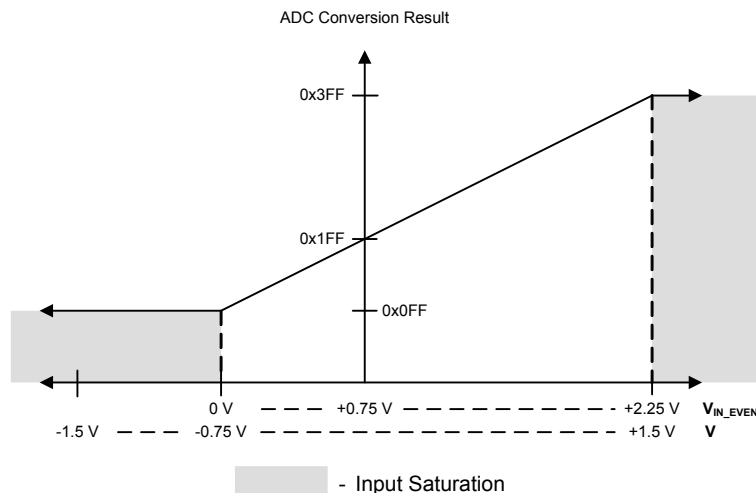 ADC Conversion Result
0x3FF
0x1FF
0x0FF
0 V +0.75 V +2.25 V VIN_EVEN
-1.5 V -0.75 V +1.5 V V
- Input Saturation